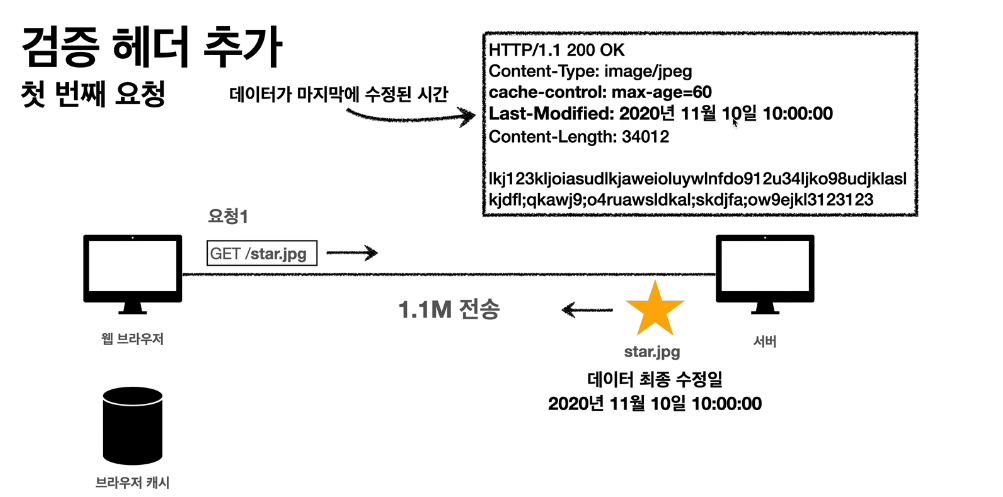 검증 헤더 추가
첫 번째 요청
데이터가 마지막에 수정된 시간
HTTP/1.1 200 OK
Content-Type: image/jpeg
cache-control: max-age=60
Last-Modified: 2020년 11월 10일 10:00:00
Content-Length: 34012
lkj123kljoiasudlkjaweioluywlnfdo912u34ljko98udjklasl
kjdfl;qkawj9;o4ruawsldkal;skdjfa;ow9ejkl3123123
요청1
GET /star.jpg
1.1M 전송
웹 브라우저
star.jpg
서버
데이터 최종 수정일
2020년 11월 10일 10:00:00
브라우저 캐시